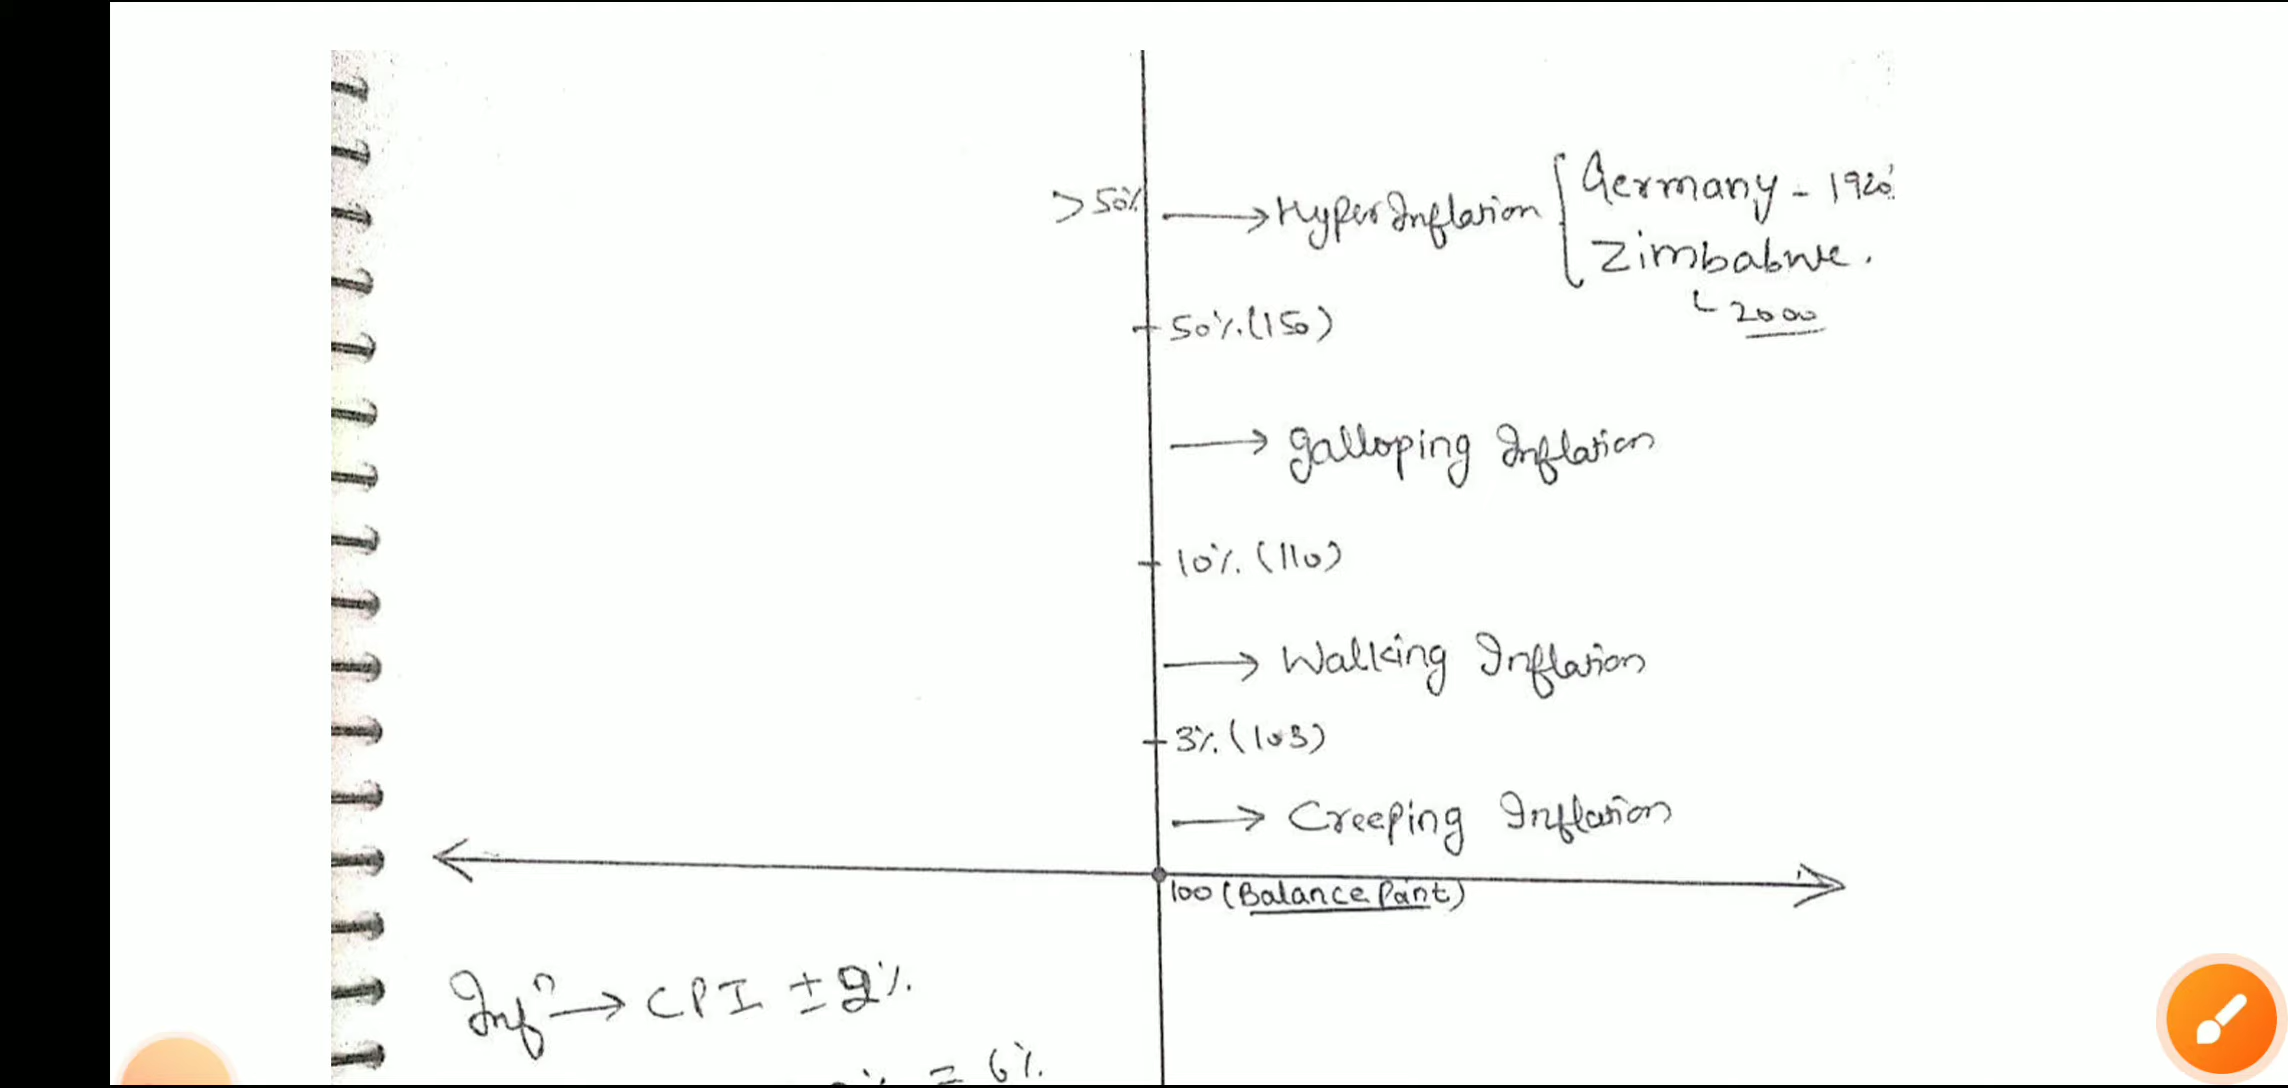 > 50% → Hyper Inflation { Germany - 1920's
Zimbabwe.
↳ 2000
50% (150)
→ galloping Inflation
10% (110)
→ Walking Inflation
3% (103)
→ Creeping Inflation
100 (Balance Point)
Infⁿ → CPI ± 2%.
= 6%.